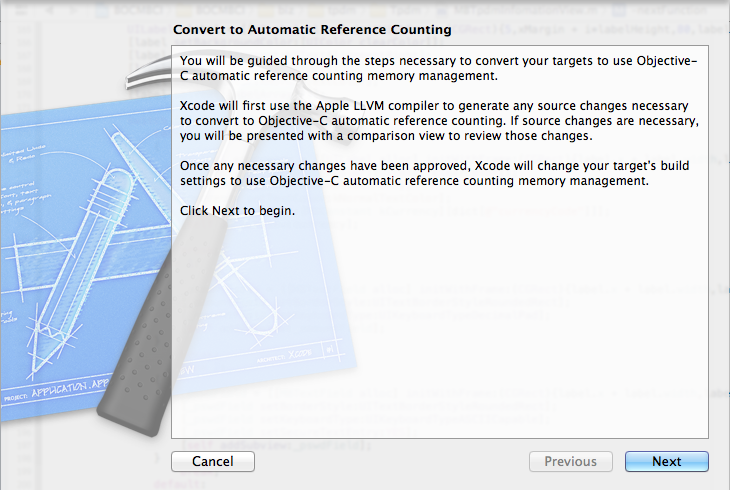 Convert to Automatic Reference Counting
You will be guided through the steps necessary to convert your targets to use Objective-
C automatic reference counting memory management.
Xcode will first use the Apple LLVM compiler to generate any source changes necessary
to convert to Objective-C automatic reference counting. If source changes are necessary,
you will be presented with a comparison view to review those changes.
Once any necessary changes have been approved, Xcode will change your target's build
settings to use Objective-C automatic reference counting memory management.
Click Next to begin.
PROJECT: APPLICATION.APP
XCODE
Cancel
Previous
Next